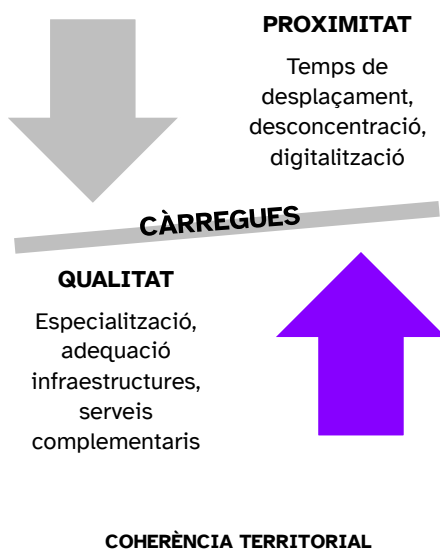 PROXIMITAT
Temps de
desplaçament,
desconcentració,
digitalització
CÀRREGUES
QUALITAT
Especialització,
adequació
infraestructures,
serveis
complementaris
COHERÈNCIA TERRITORIAL